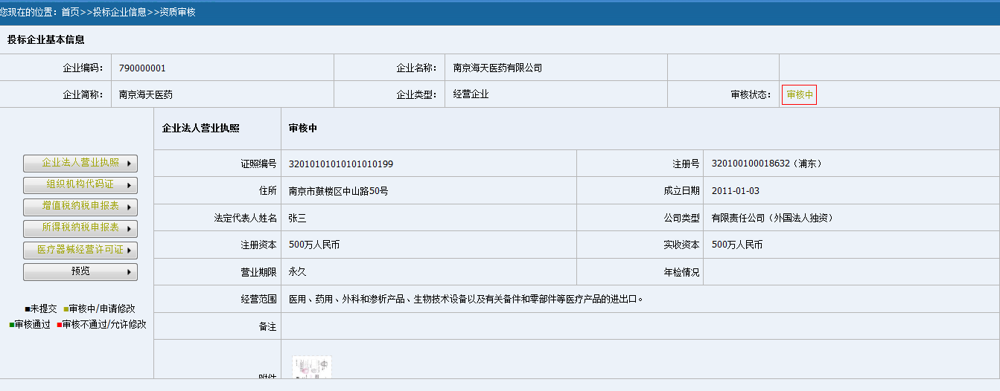 您现在的位置：首页>>投标企业信息>>资质审核
投标企业基本信息
企业编码： 790000001 企业名称： 南京海天医药有限公司
企业简称： 南京海天医药 企业类型： 经营企业 审核状态： 审核中
企业法人营业执照 审核中
企业法人营业执照
组织机构代码证
增值税纳税申报表
所得税纳税申报表
医疗器械经营许可证
预览
■未提交 ■审核中/申请修改
■审核通过 ■审核不通过/允许修改
证照编号 32010101010101010199 注册号 320100100018632（浦东）
住所 南京市鼓楼区中山路50号 成立日期 2011-01-03
法定代表人姓名 张三 公司类型 有限责任公司（外国法人独资）
注册资本 500万人民币 实收资本 500万人民币
营业期限 永久 年检情况
经营范围 医用、药用、外科和渗析产品、生物技术设备以及有关备件和零部件等医疗产品的进出口。
备注
附件